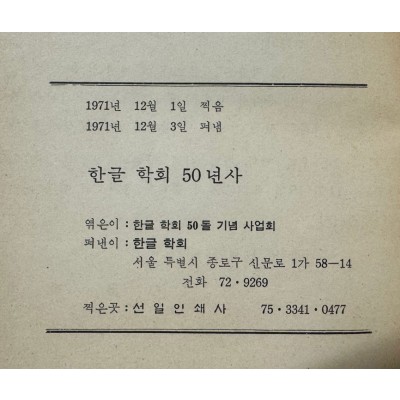 1971년 12월 1일 찍음
1971년 12월 3일 펴냄
한글 학회 50년사
엮은이 : 한글 학회 50돌 기념 사업회
펴낸이 : 한글 학회
서울 특별시 종로구 신문로 1가 58—14
전화 72·9269
찍은곳 : 선일인쇄사 75·3341·0477